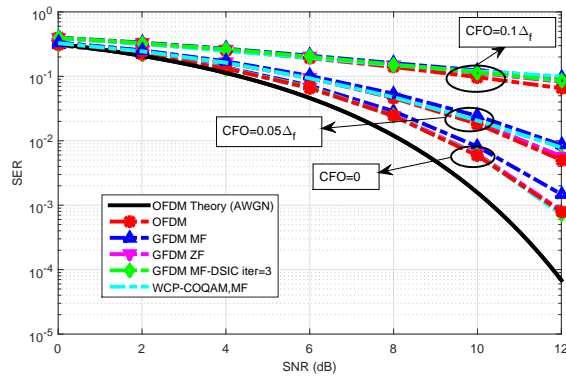 10^0
10^-1
10^-2
10^-3
10^-4
10^-5
SER
CFO=0.1Δ_f
CFO=0.05Δ_f
CFO=0
OFDM Theory (AWGN)
OFDM
GFDM MF
GFDM ZF
GFDM MF-DSIC iter=3
WCP-COQAM,MF
0 2 4 6 8 10 12
SNR (dB)